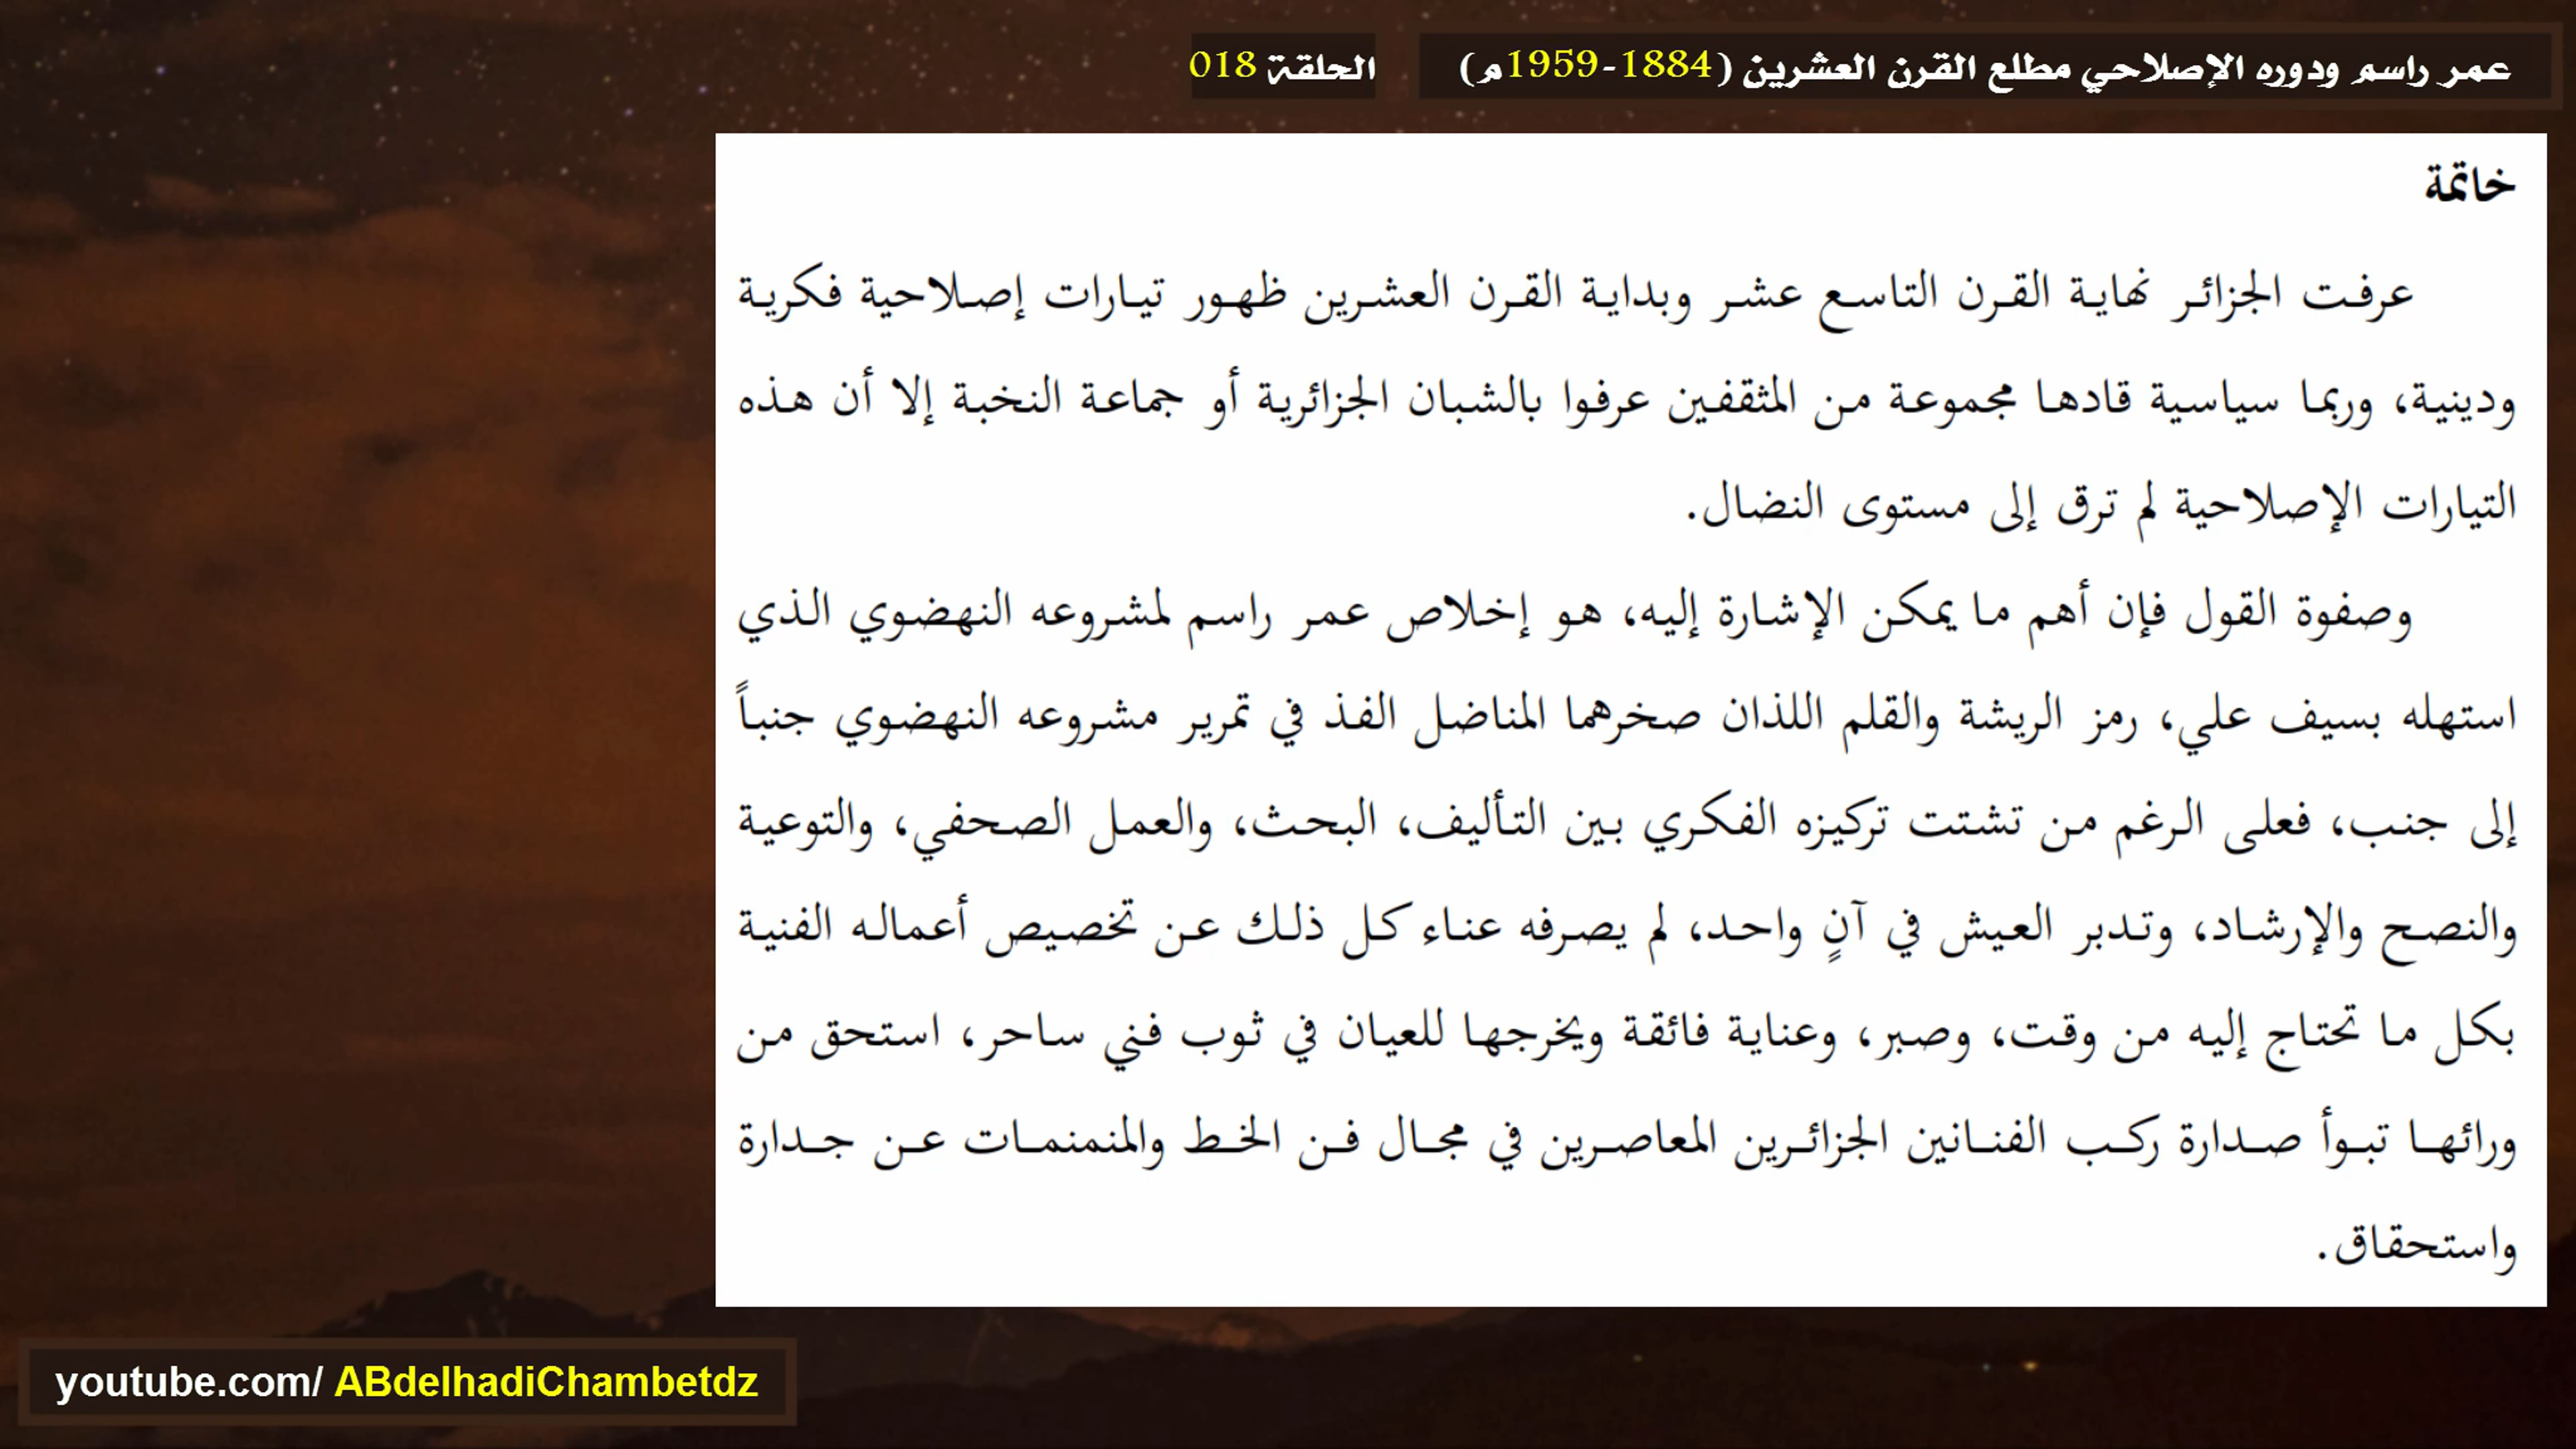 عمر راسم ودوره الإصلاحي مطلع القرن العشرين (1884-1959م)
الحلقة 018
خاتمة
عرفت الجزائر نهاية القرن التاسع عشر وبداية القرن العشرين ظهور تيارات إصلاحية فكرية
ودينية، وربما سياسية قادها مجموعة من المثقفين عرفوا بالشبان الجزائرية أو جماعة النخبة إلا أن هذه
التيارات الإصلاحية لم ترق إلى مستوى النضال.
وصفوة القول فإن أهم ما يمكن الإشارة إليه، هو إخلاص عمر راسم لمشروعه النهضوي الذي
استهله بسيف علي، رمز الريشة والقلم اللذان صخرهما المناضل الفذ في تمرير مشروعه النهضوي جنباً
إلى جنب، فعلى الرغم من تشتت تركيزه الفكري بين التأليف، البحث، والعمل الصحفي، والتوعية
والنصح والإرشاد، وتدبر العيش في آنٍ واحد، لم يصرفه عناء كل ذلك عن تخصيص أعماله الفنية
بكل ما تحتاج إليه من وقت، وصبر، وعناية فائقة ويخرجها للعيان في ثوب فني ساحر، استحق من
ورائها تبوأ صدارة ركب الفنانين الجزائرين المعاصرين في مجال فن الخط والمنمنمات عن جدارة
واستحقاق.
youtube.com/ ABdelhadiChambetdz